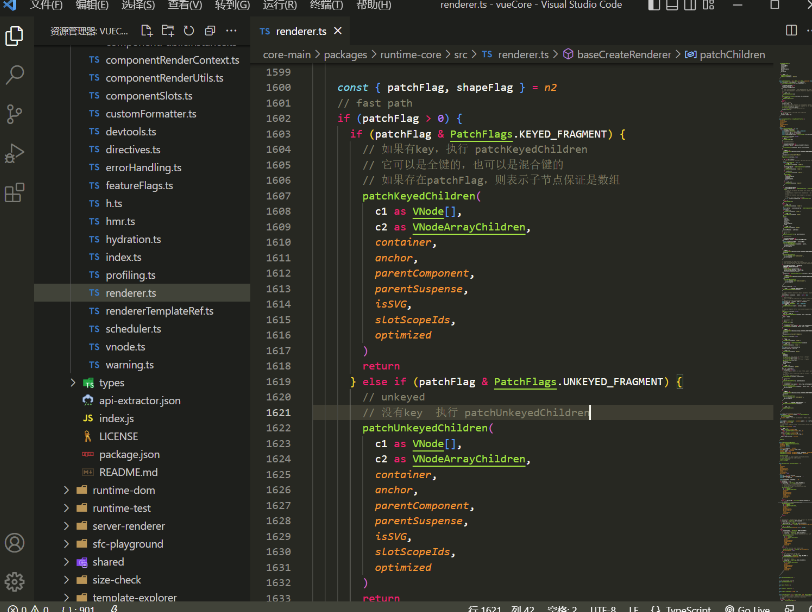 文件(F) 编辑(E) 选择(S) 查看(V) 转到(G) 运行(R) 终端(T) 帮助(H) renderer.ts - vueCore - Visual Studio Code
资源管理器: VUEC... ···
TS renderer.ts ×
core-main > packages > runtime-core > src > TS renderer.ts > baseCreateRenderer > patchChildren
TS componentRenderContext.ts
TS componentRenderUtils.ts
TS componentSlots.ts
TS customFormatter.ts
TS devtools.ts
TS directives.ts
TS errorHandling.ts
TS featureFlags.ts
TS h.ts
TS hmr.ts
TS hydration.ts
TS index.ts
TS profiling.ts
TS renderer.ts
TS rendererTemplateRef.ts
TS scheduler.ts
TS vnode.ts
TS warning.ts
> types
api-extractor.json
JS index.js
LICENSE
package.json
README.md
> runtime-dom
> runtime-test
> server-renderer
> sfc-playground
> shared
> size-check
> template-explorer
1599
1600 const { patchFlag, shapeFlag } = n2
1601 // fast path
1602 if (patchFlag > 0) {
1603 if (patchFlag & PatchFlags.KEYED_FRAGMENT) {
1604 // 如果有key，执行 patchKeyedChildren
1605 // 它可以是全键的，也可以是混合键的
1606 // 如果存在patchFlag，则表示子节点保证是数组
1607 patchKeyedChildren(
1608 c1 as VNode[],
1609 c2 as VNodeArrayChildren,
1610 container,
1611 anchor,
1612 parentComponent,
1613 parentSuspense,
1614 isSVG,
1615 slotScopeIds,
1616 optimized
1617 )
1618 return
1619 } else if (patchFlag & PatchFlags.UNKEYED_FRAGMENT) {
1620 // unkeyed
1621 // 没有key 执行 patchUnkeyedChildren
1622 patchUnkeyedChildren(
1623 c1 as VNode[],
1624 c2 as VNodeArrayChildren,
1625 container,
1626 anchor,
1627 parentComponent,
1628 parentSuspense,
1629 isSVG,
1630 slotScopeIds,
1631 optimized
1632 )
1633 return
0 0 901 行 1621，列 42 空格: 2 UTF-8 LF {} TypeScript Go Live